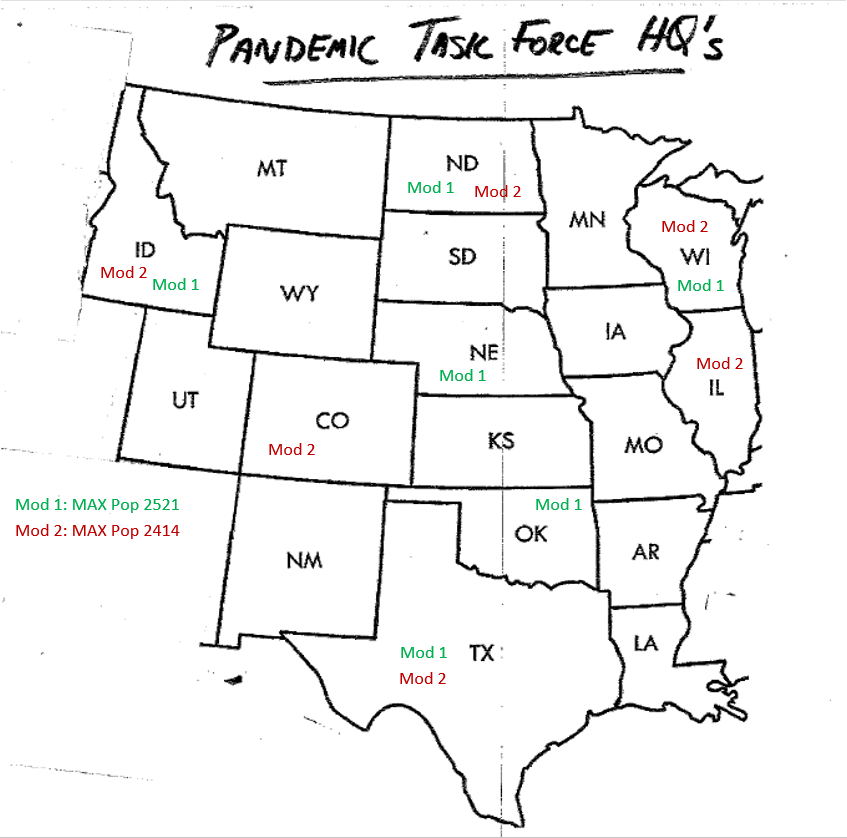 PANDEMIC TASK FORCE HQ's
MT
ND
Mod 1 Mod 2
MN
Mod 2
WI
Mod 1
ID
Mod 2 Mod 1
SD
WY
IA
NE
Mod 1
Mod 2
IL
UT
CO
Mod 2
KS
MO
Mod 1: MAX Pop 2521
Mod 2: MAX Pop 2414
Mod 1
OK
NM
AR
LA
Mod 1 TX
Mod 2